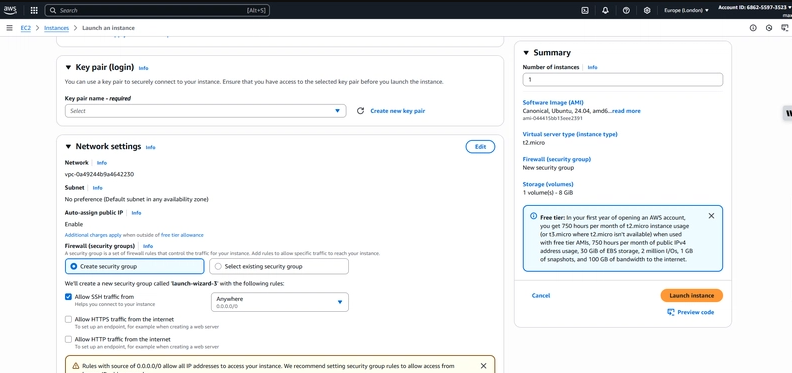 aws
Search
[Alt+S]
Europe (London)
Account ID: 6862-5597-3523
EC2 > Instances > Launch an instance
Key pair (login) Info
You can use a key pair to securely connect to your instance. Ensure that you have access to the selected key pair before you launch the instance.
Key pair name - required
Select
Create new key pair
Network settings Info
Edit
Network Info
vpc-0a49244b9a4642230
Subnet Info
No preference (Default subnet in any availability zone)
Auto-assign public IP Info
Enable
Additional charges apply when outside of free tier allowance
Firewall (security groups) Info
A security group is a set of firewall rules that control the traffic for your instance. Add rules to allow specific traffic to reach your instance.
Create security group
Select existing security group
We'll create a new security group called 'launch-wizard-3' with the following rules:
Allow SSH traffic from
Helps you connect to your instance
Anywhere
0.0.0.0/0
Allow HTTPS traffic from the internet
To set up an endpoint, for example when creating a web server
Allow HTTP traffic from the internet
To set up an endpoint, for example when creating a web server
Rules with source of 0.0.0.0/0 allow all IP addresses to access your instance. We recommend setting security group rules to allow access from
Summary
Number of instances Info
1
Software Image (AMI)
Canonical, Ubuntu, 24.04, amd6...read more
ami-044415bb13eee2391
Virtual server type (instance type)
t2.micro
Firewall (security group)
New security group
Storage (volumes)
1 volume(s) - 8 GiB
Free tier: In your first year of opening an AWS account,
you get 750 hours per month of t2.micro instance usage
(or t3.micro where t2.micro isn't available) when used
with free tier AMIs, 750 hours per month of public IPv4
address usage, 30 GiB of EBS storage, 2 million I/Os, 1 GB
of snapshots, and 100 GB of bandwidth to the internet.
Cancel
Launch instance
Preview code